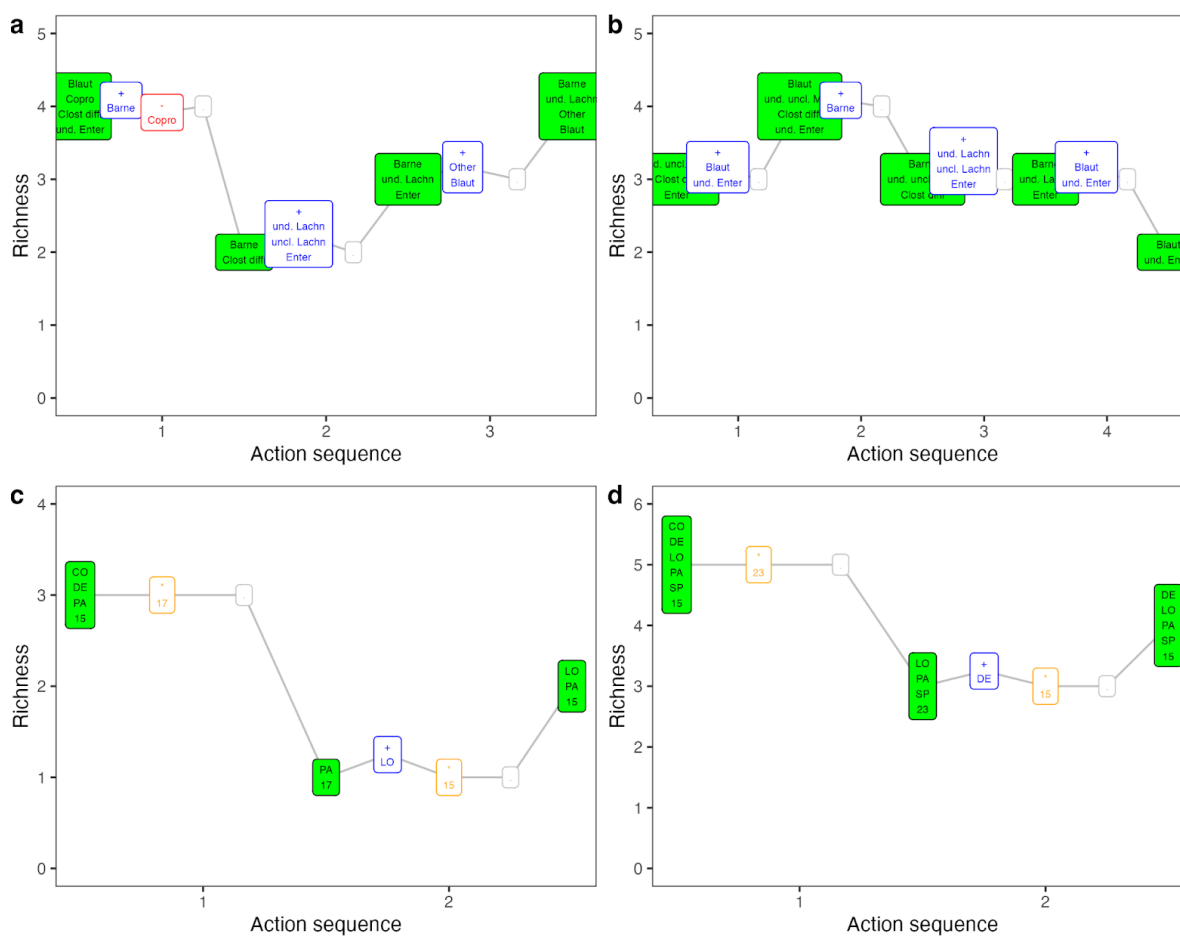 a
5
4
3
2
1
0
Richness
Blaut
Copro
Clost diff
und. Enter
+
Barne
-
Copro
Barne
Clost diff
+
und. Lachn
uncl. Lachn
Enter
Barne
und. Lachn
Enter
+
Other
Blaut
Barne
und. Lachn
Other
Blaut
1
2
3
Action sequence
b
5
4
3
2
1
0
Richness
Enter
+
Blaut
und. Enter
Blaut
und. uncl.
Clost diff
und. Enter
+
Barne
Clost diff
+
und. Lachn
uncl. Lachn
Enter
Enter
+
Blaut
und. Enter
Blaut
1
2
3
4
Action sequence
c
4
3
2
1
0
Richness
CO
DE
PA
15
*
17
PA
17
+
LO
*
15
LO
PA
15
1
2
Action sequence
d
6
5
4
3
2
1
0
Richness
CO
DE
LO
PA
SP
15
*
23
LO
PA
SP
23
+
DE
*
15
DE
LO
PA
SP
15
1
2
Action sequence